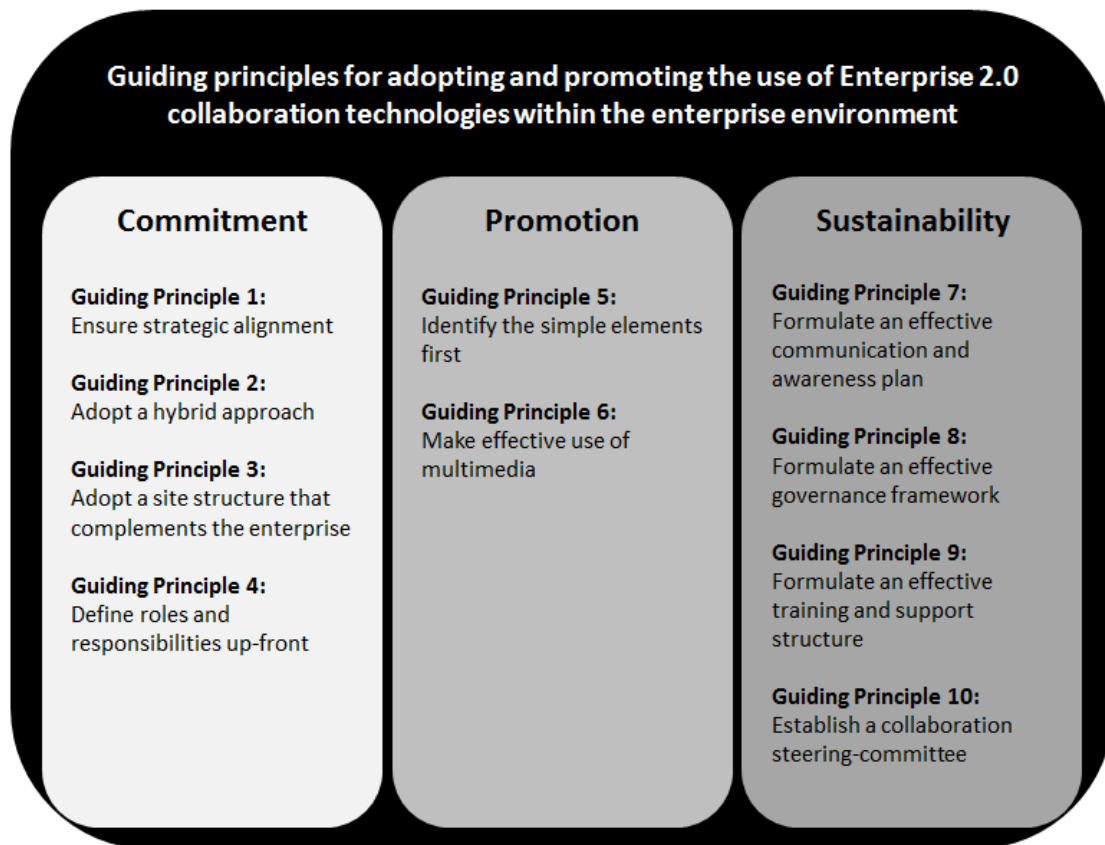 Guiding principles for adopting and promoting the use of Enterprise 2.0
collaboration technologies within the enterprise environment
Commitment
Guiding Principle 1:
Ensure strategic alignment
Guiding Principle 2:
Adopt a hybrid approach
Guiding Principle 3:
Adopt a site structure that
complements the enterprise
Guiding Principle 4:
Define roles and
responsibilities up-front
Promotion
Guiding Principle 5:
Identify the simple elements
first
Guiding Principle 6:
Make effective use of
multimedia
Sustainability
Guiding Principle 7:
Formulate an effective
communication and
awareness plan
Guiding Principle 8:
Formulate an effective
governance framework
Guiding Principle 9:
Formulate an effective
training and support
structure
Guiding Principle 10:
Establish a collaboration
steering-committee